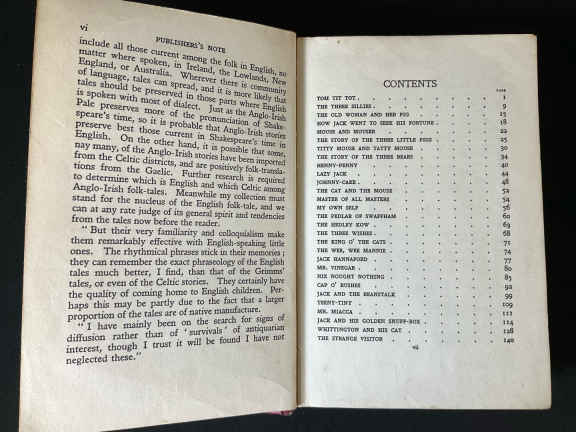 vi
PUBLISHERS'S NOTE
include all those current among the folk in English, no
matter where spoken, in Ireland, the Lowlands, New
England, or Australia. Wherever there is community
of language, tales can spread, and it is more likely that
tales should be preserved in those parts where English
is spoken with most of dialect. Just as the Anglo-Irish
Pale preserves more of the pronunciation of Shake-
speare's time, so it is probable that Anglo-Irish stories
preserve best those current in Shakespeare's time in
English. On the other hand, it is possible that some,
nay many, of the Anglo-Irish stories have been imported
from the Celtic districts, and are positively folk-transla-
tions from the Gaelic. Further research is required
to determine which is English and which Celtic among
Anglo-Irish folk-tales. Meanwhile my collection must
stand for the nucleus of the English folk-tale, and we
can at any rate judge of its general spirit and tendencies
from the tales now before the reader.
" But their very familiarity and colloquialism make
them remarkably effective with English-speaking little
ones. The rhythmical phrases stick in their memories ;
they can remember the exact phraseology of the English
tales much better, I find, than that of the Grimms'
tales, or even of the Celtic stories. They certainly have
the quality of coming home to English children. Per-
haps this may be partly due to the fact that a larger
proportion of the tales are of native manufacture.
" I have mainly been on the search for signs of
diffusion rather than of ' survivals ' of antiquarian
interest, though I trust it will be found I have not
neglected these."
CONTENTS
PAGE
TOM TIT TOT . . . . . . . . 1
THE THREE SILLIES . . . . . . . 9
THE OLD WOMAN AND HER PIG . . . . . 15
HOW JACK WENT TO SEEK HIS FORTUNE . . . . 18
MOUSE AND MOUSER . . . . . . . 22
THE STORY OF THE THREE LITTLE PIGS . . . . 25
TITTY MOUSE AND TATTY MOUSE . . . . . 30
THE STORY OF THE THREE BEARS . . . . . 34
HENNY-PENNY . . . . . . . . 40
LAZY JACK . . . . . . . . 44
JOHNNY-CAKE . . . . . . . . 48
THE CAT AND THE MOUSE . . . . . . 52
MASTER OF ALL MASTERS . . . . . . 54
MY OWN SELF . . . . . . . . 56
THE PEDLAR OF SWAFFHAM . . . . . . 60
THE HEDLEY KOW . . . . . . . 63
THE THREE WISHES . . . . . . . 68
THE KING O' THE CATS . . . . . . 71
THE WEE, WEE MANNIE . . . . . . 74
JACK HANNAFORD . . . . . . . 77
MR. VINEGAR . . . . . . . . 80
NIX NOUGHT NOTHING . . . . . . 85
CAP O' RUSHES . . . . . . . . 92
JACK AND THE BEANSTALK . . . . . . 99
TEENY-TINY . . . . . . . . 109
MR. MIACCA . . . . . . . . 111
JACK AND HIS GOLDEN SNUFF-BOX . . . . . 114
WHITTINGTON AND HIS CAT . . . . . . 128
THE STRANGE VISITOR . . . . . . 140